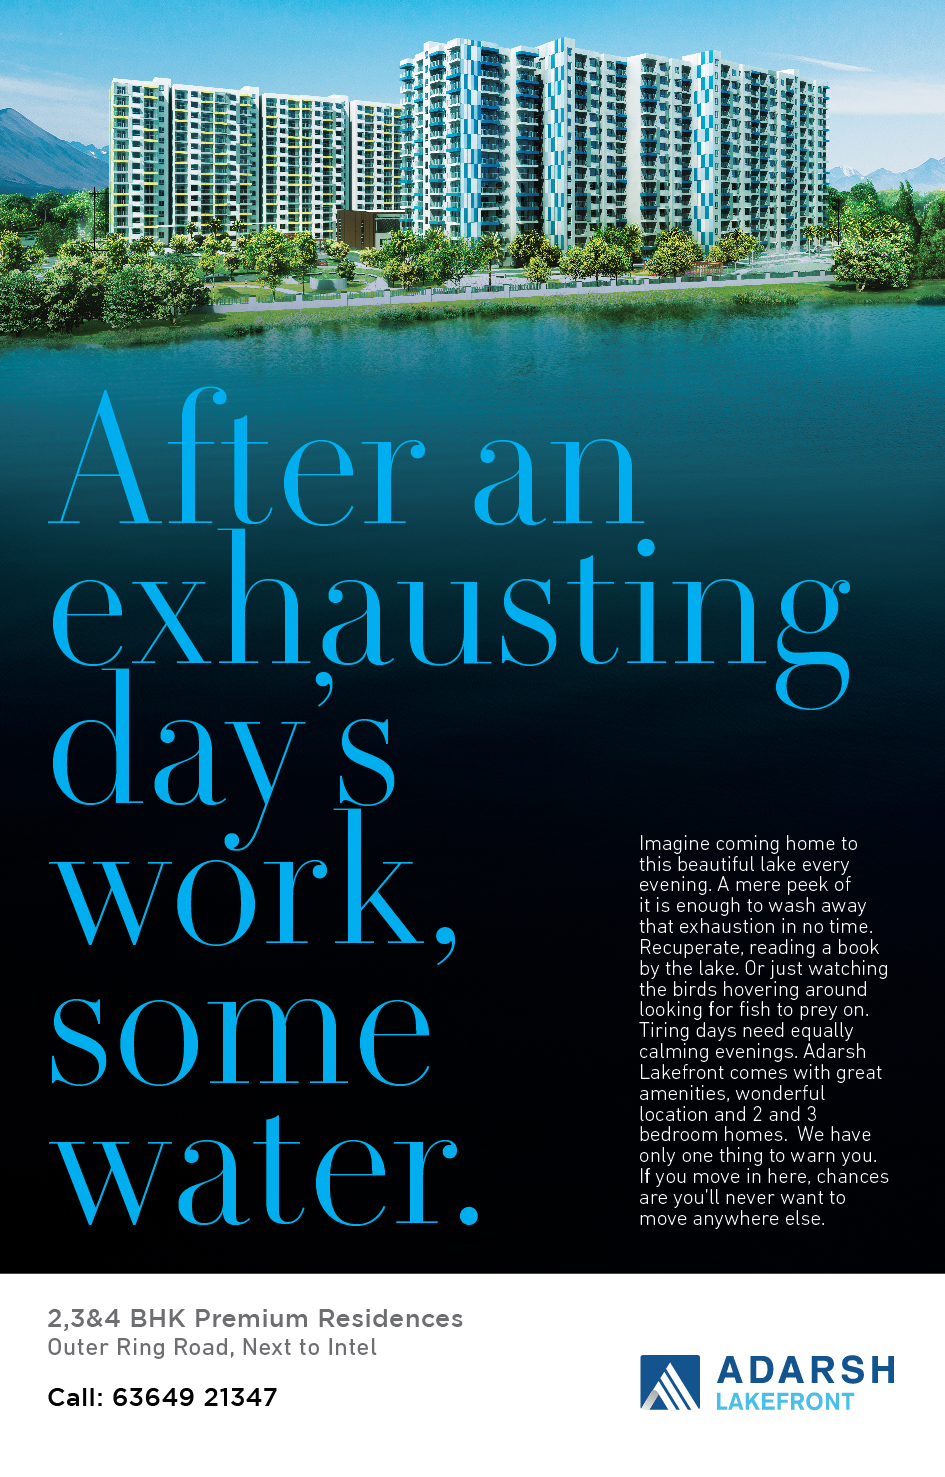 After an
exhausting
day's
work,
some
water.
Imagine coming home to
this beautiful lake every
evening. A mere peek of
it is enough to wash away
that exhaustion in no time.
Recuperate, reading a book
by the lake. Or just watching
the birds hovering around
looking for fish to prey on.
Tiring days need equally
calming evenings. Adarsh
Lakefront comes with great
amenities, wonderful
location and 2 and 3
bedroom homes.  We have
only one thing to warn you.
If you move in here, chances
are you'll never want to
move anywhere else.
2,3&4 BHK Premium Residences
Outer Ring Road, Next to Intel
Call: 63649 21347
ADARSH
LAKEFRONT